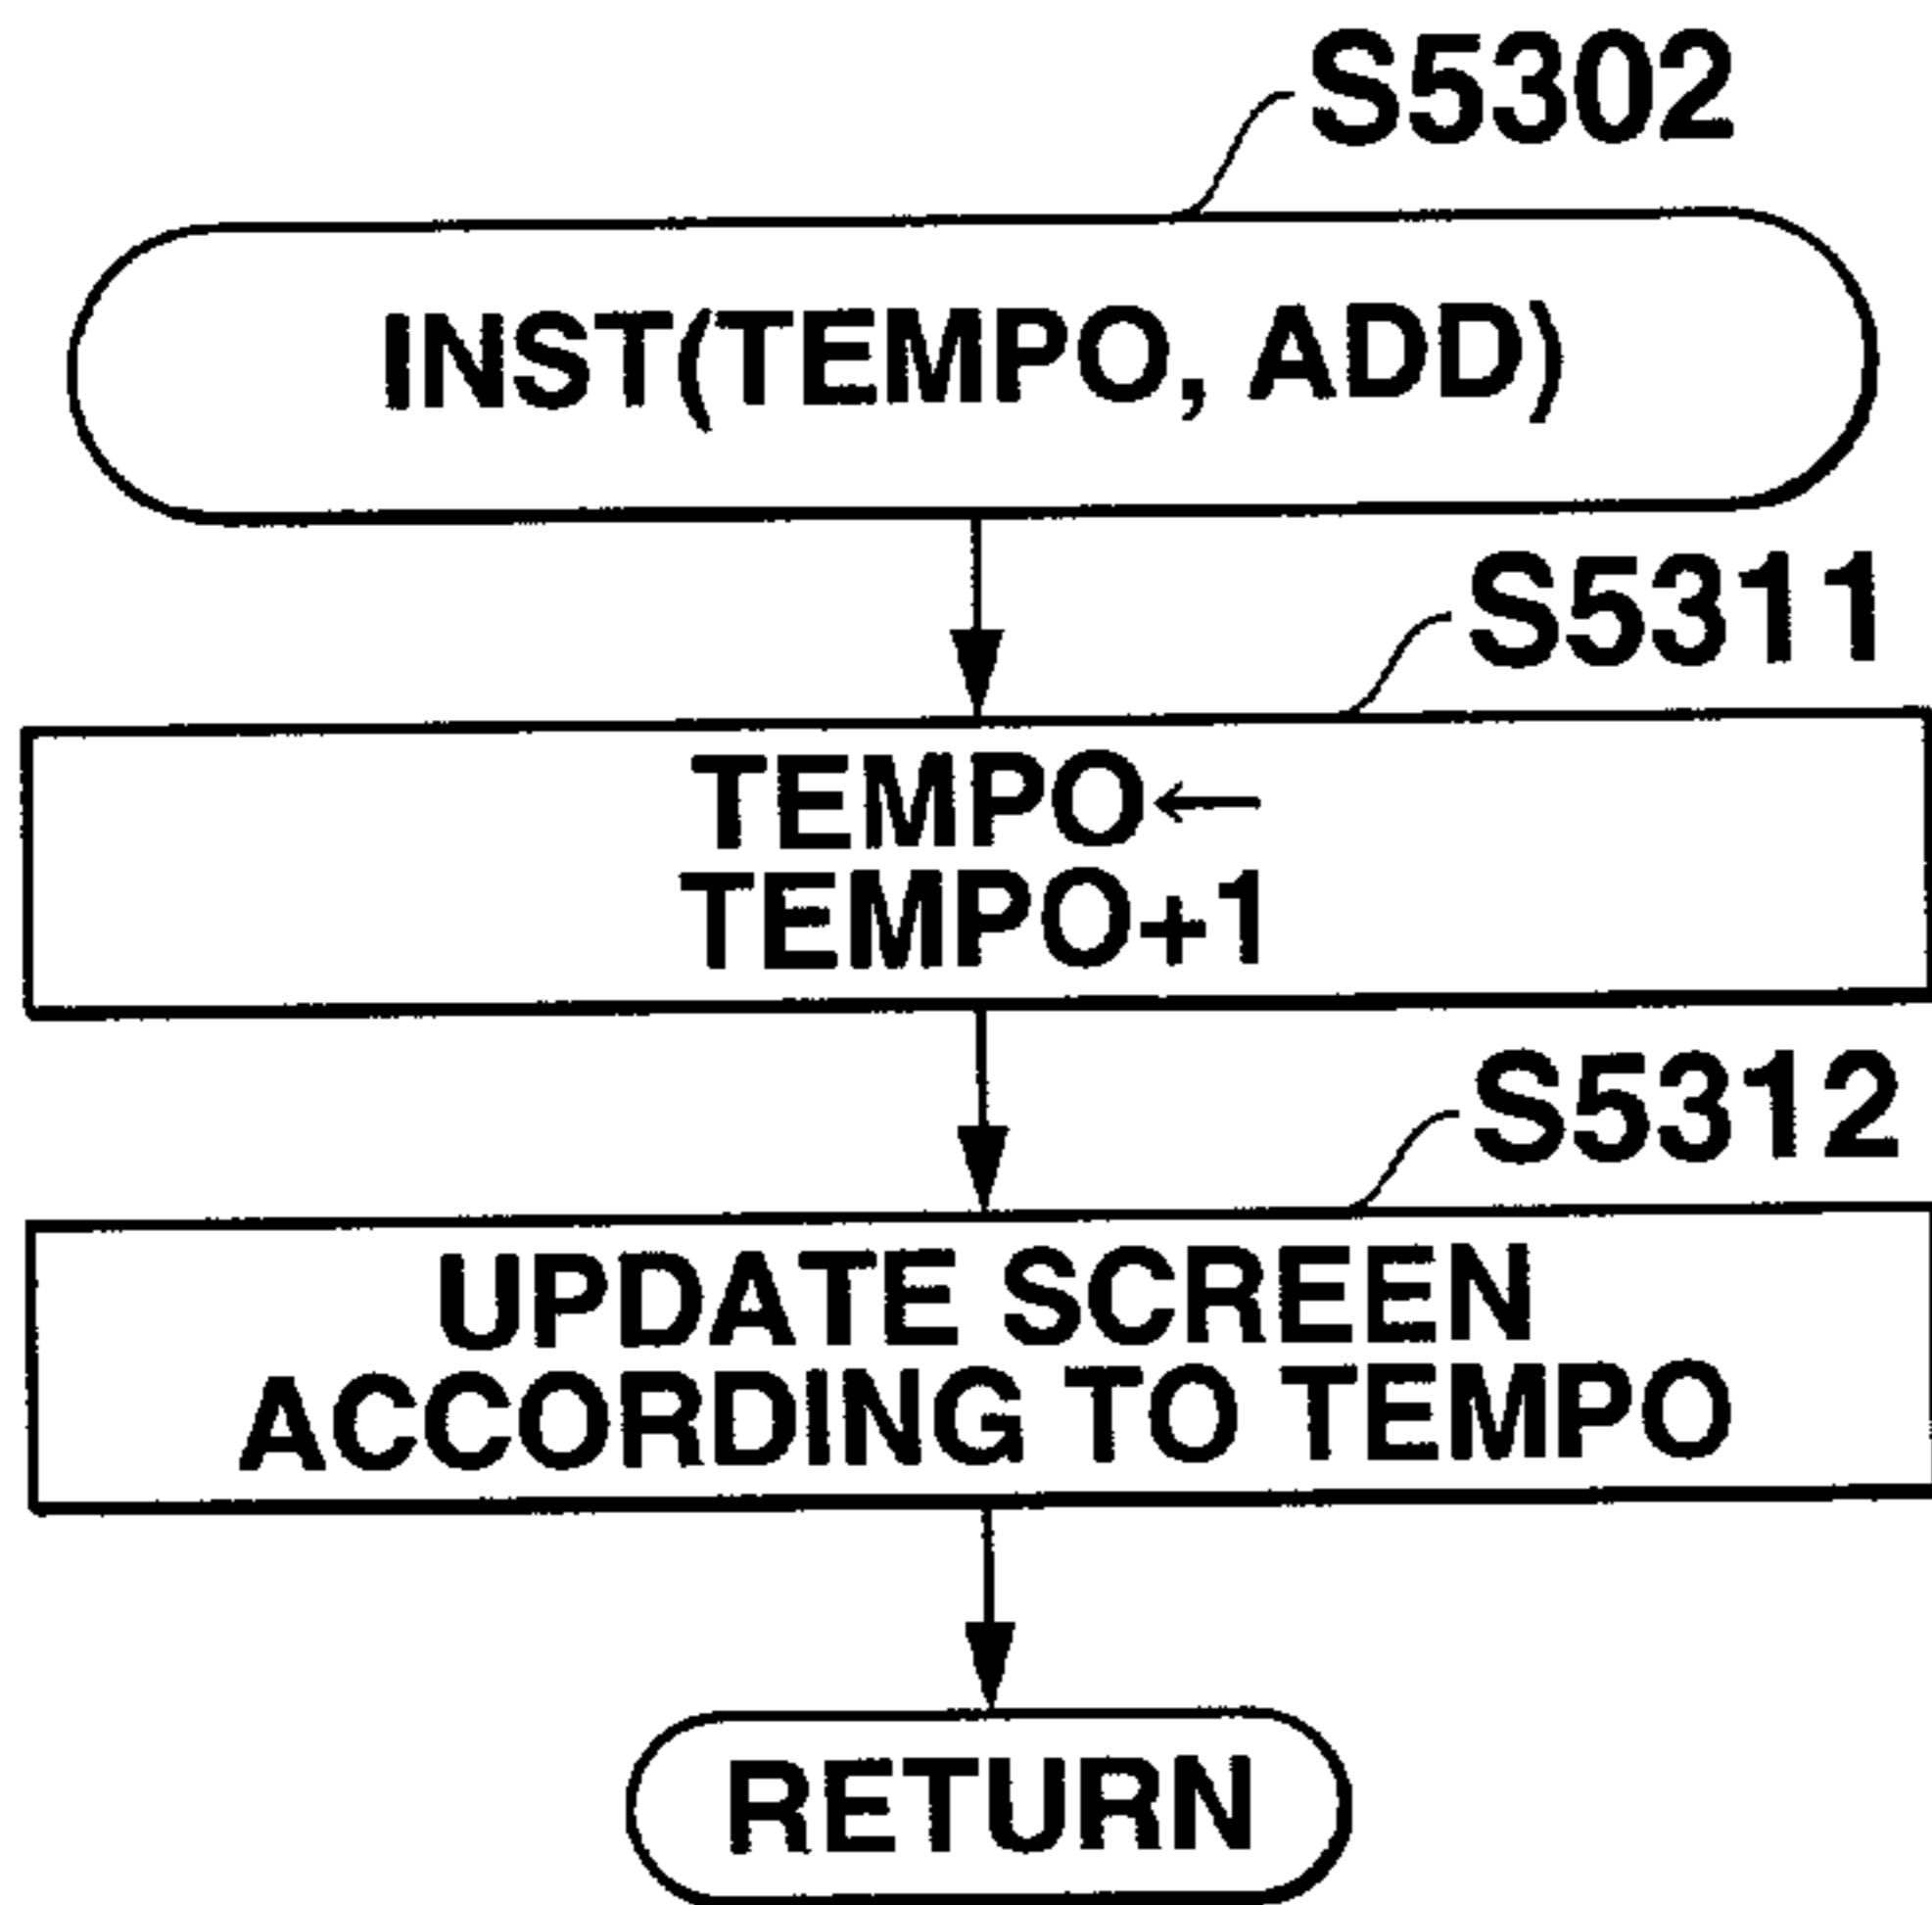 S5302
INST(TEMPO, ADD)
S5311
TEMPO←
TEMPO+1
S5312
UPDATE SCREEN
ACCORDING TO TEMPO
RETURN